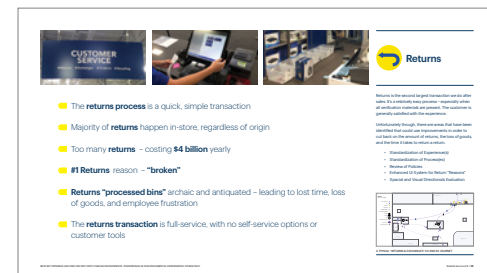 CUSTOMER
SERVICE
Returns
The returns process is a quick, simple transaction
Majority of returns happen in-store, regardless of origin
Too many returns – costing $4 billion yearly
#1 Returns reason – “broken”
Returns “processed bins” archaic and antiquated – leading to lost time, loss
of goods, and employee frustration
The returns transaction is full-service, with no self-service options or
customer tools
Returns is the second largest transaction we do after
sales. It's a relatively easy process - especially when
all verification materials are present. The customer is
generally satisfied with the experience.
Unfortunately though, there are areas that have been
identified that could use improvements in order to
cut back on the amount of returns, the loss of goods,
and the time it takes to return a return.
• Standardization of Experience(s)
• Standardization of Process(es)
• Review of Policies
• Enhanced UI System for Return "Reasons"
• Spacial and Visual Directionals Evaluation